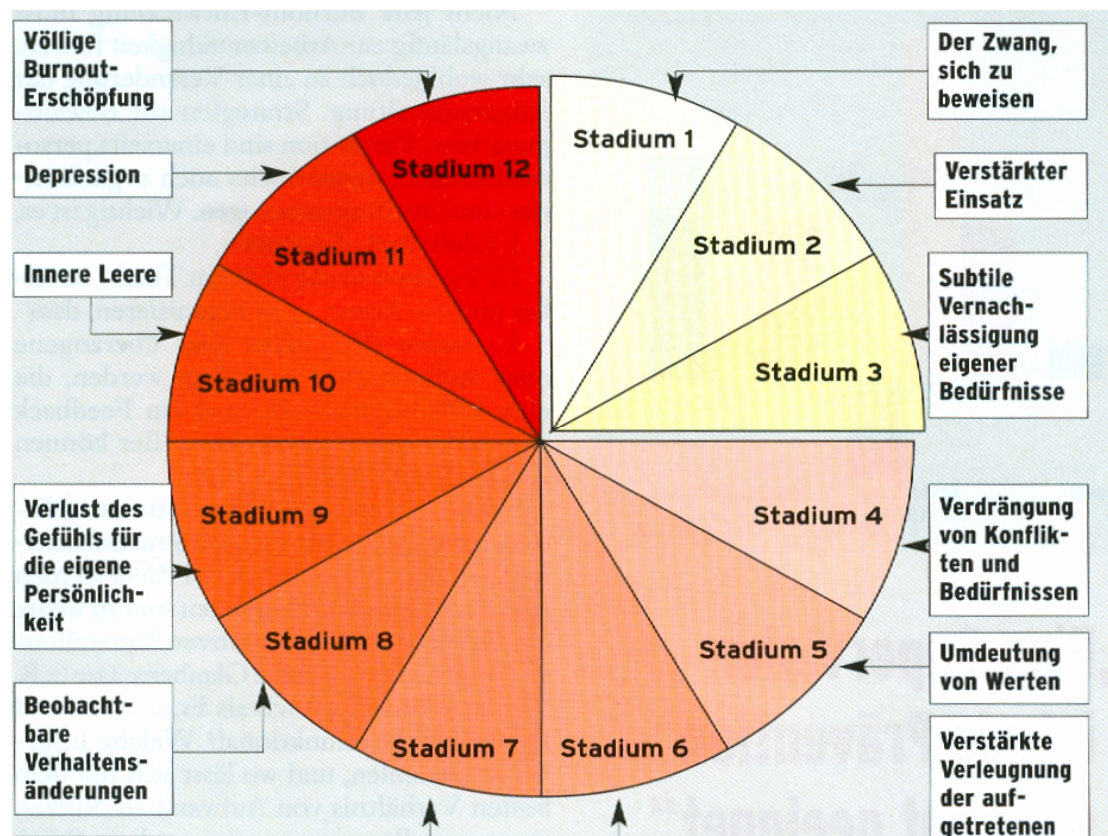 Völlige
Burnout-
Erschöpfung
Depression
Innere Leere
Verlust des
Gefühls für
die eigene
Persönlich-
keit
Beobacht-
bare
Verhaltens-
änderungen
Stadium 1
Stadium 2
Stadium 3
Stadium 4
Stadium 5
Stadium 6
Stadium 7
Stadium 8
Stadium 9
Stadium 10
Stadium 11
Stadium 12
Der Zwang,
sich zu
beweisen
Verstärkter
Einsatz
Subtile
Vernach-
lässigung
eigener
Bedürfnisse
Verdrängung
von Konflik-
ten und
Bedürfnissen
Umdeutung
von Werten
Verstärkte
Verleugnung
der auf-
getretenen